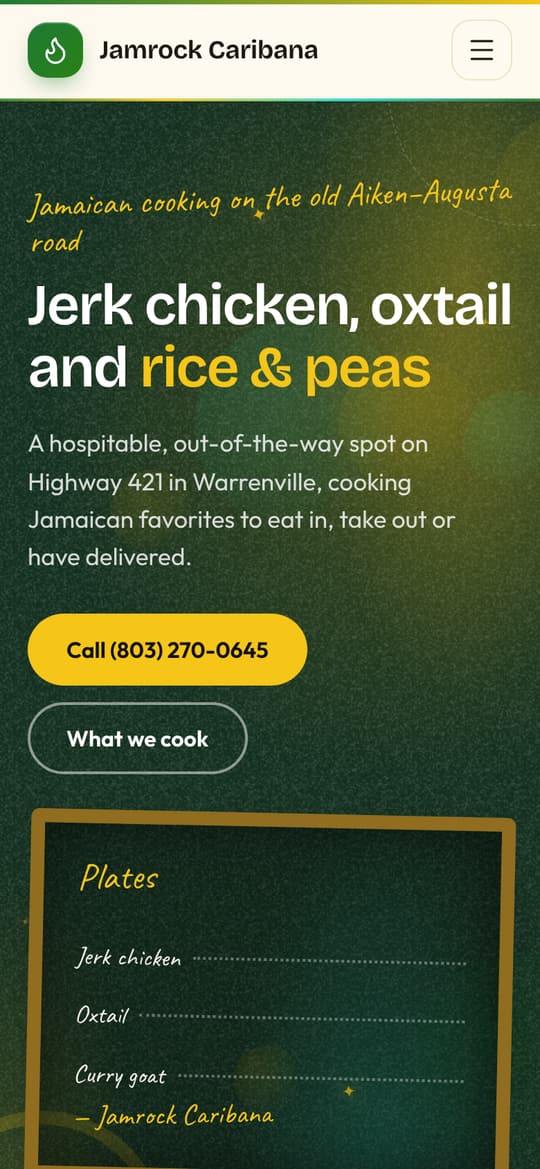 Jamrock Caribana
Jamaican cooking on the old Aiken–Augusta
road
Jerk chicken, oxtail
and rice & peas
A hospitable, out-of-the-way spot on
Highway 421 in Warrenville, cooking
Jamaican favorites to eat in, take out or
have delivered.
Call (803) 270-0645
What we cook
Plates
Jerk chicken
Oxtail
Curry goat
– Jamrock Caribana